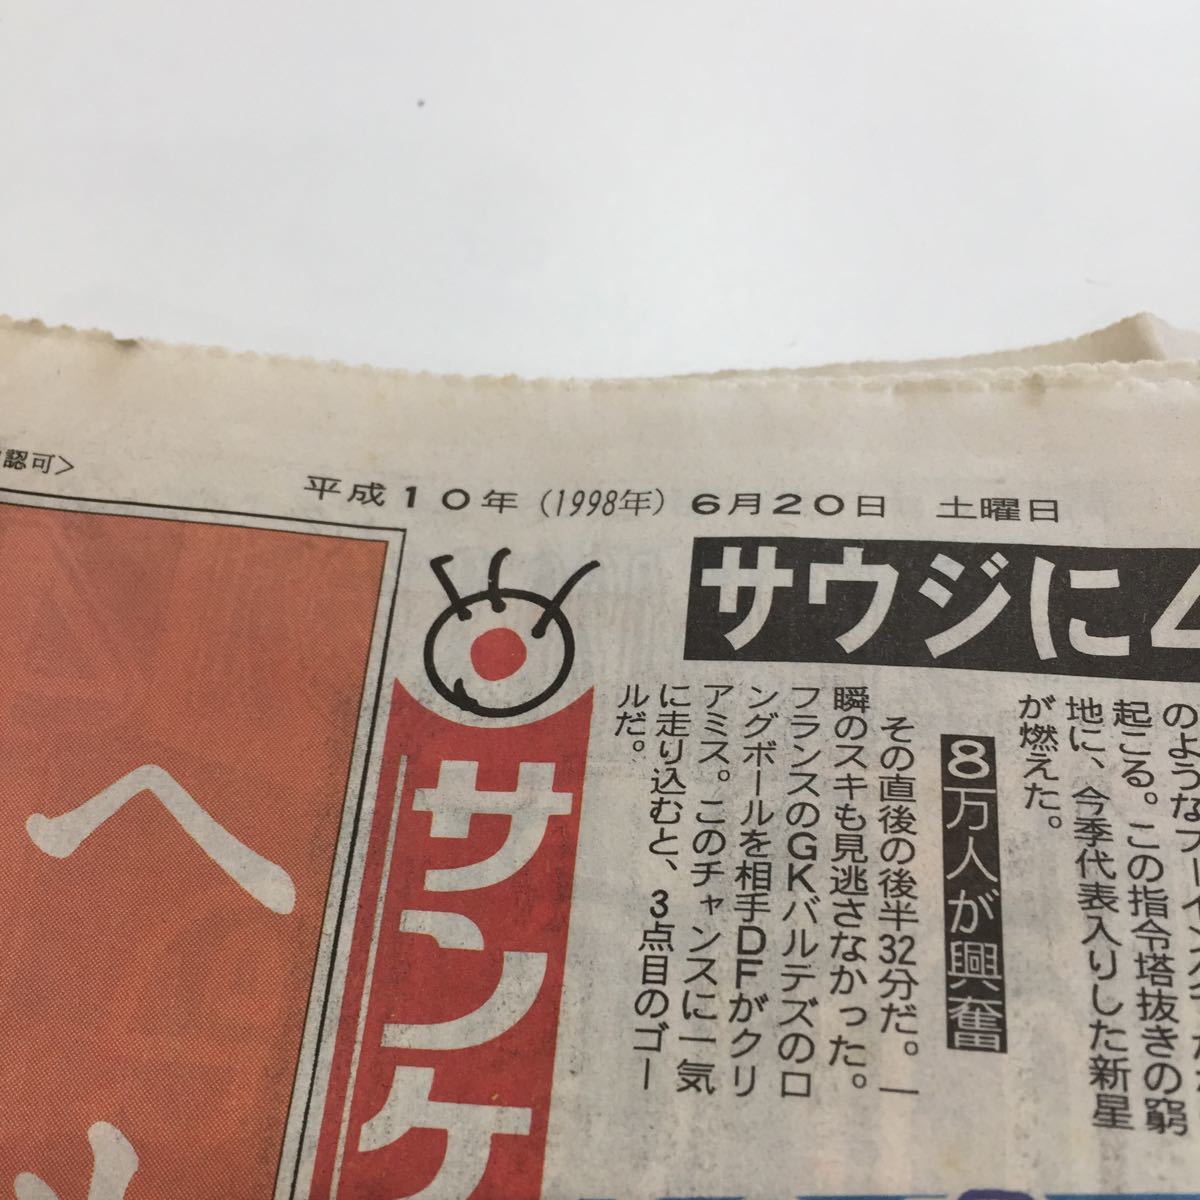 認可＞
平成10年（1998年）6月20日　土曜日
サウジに
のような
起こる。この指令塔抜きの窮
地に、今季代表入りした新星
が燃えた。
8万人が興奮
その直後の後半32分だ。一
瞬のスキも見逃さなかった。
フランスのGKバルデズのロ
ングボールを相手DFがクリ
アミス。このチャンスに一気
に走り込むと、3点目のゴー
ルだ。
サンケ
へ